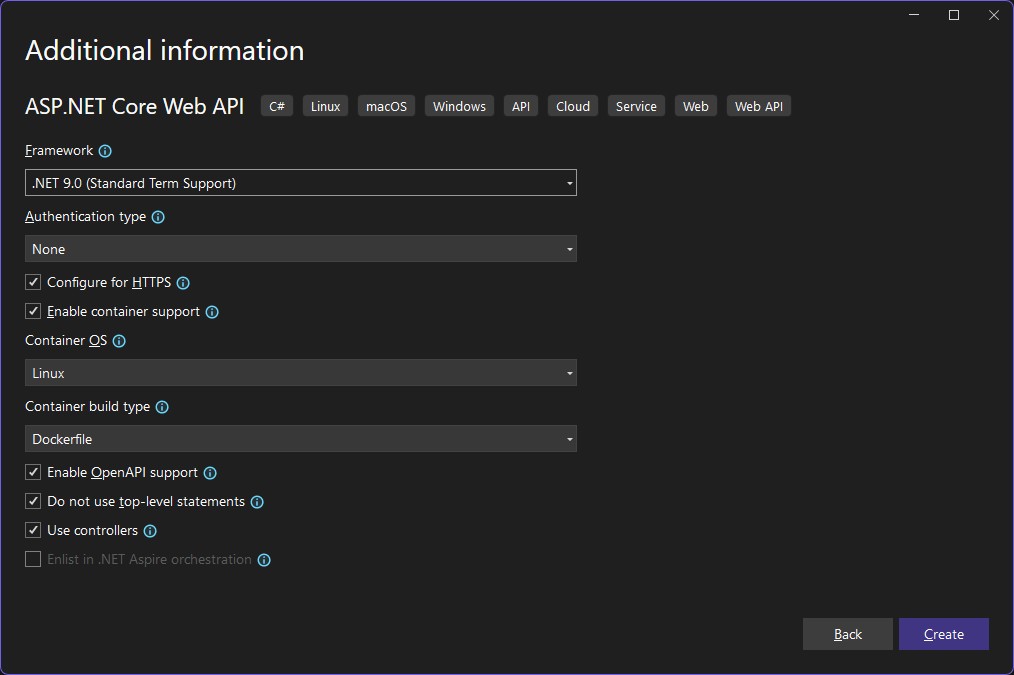 Additional information
ASP.NET Core Web API C# Linux macOS Windows API Cloud Service Web Web API
Framework
.NET 9.0 (Standard Term Support)
Authentication type
None
Configure for HTTPS
Enable container support
Container OS
Linux
Container build type
Dockerfile
Enable OpenAPI support
Do not use top-level statements
Use controllers
Enlist in .NET Aspire orchestration
Back Create